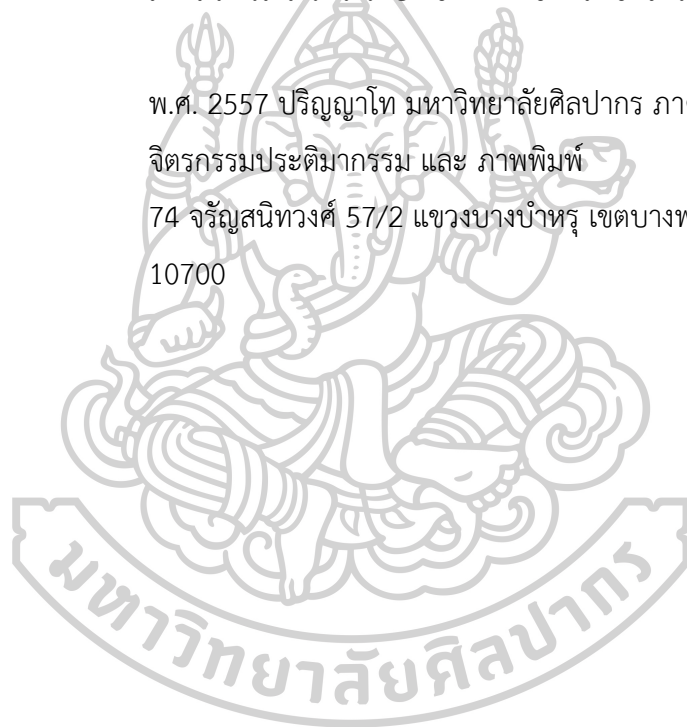 พ.ศ. 2557 ปริญญาโท มหาวิทยาลัยศิลปากร
จิตรกรรมประติมากรรม และ ภาพพิมพ์
74 จรัญสนิทวงศ์ 57/2 แขวงบางบำหรุ
10700
มหาวิทยาลัยศิลปากร